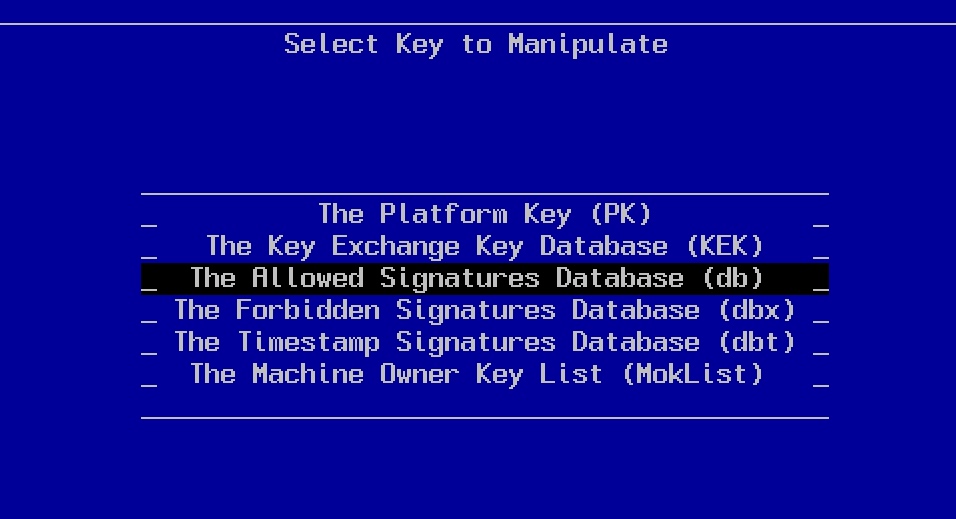 Select Key to Manipulate
The Platform Key (PK)
The Key Exchange Key Database (KEK)
The Allowed Signatures Database (db)
The Forbidden Signatures Database (dbx)
The Timestamp Signatures Database (dbt)
The Machine Owner Key List (MokList)